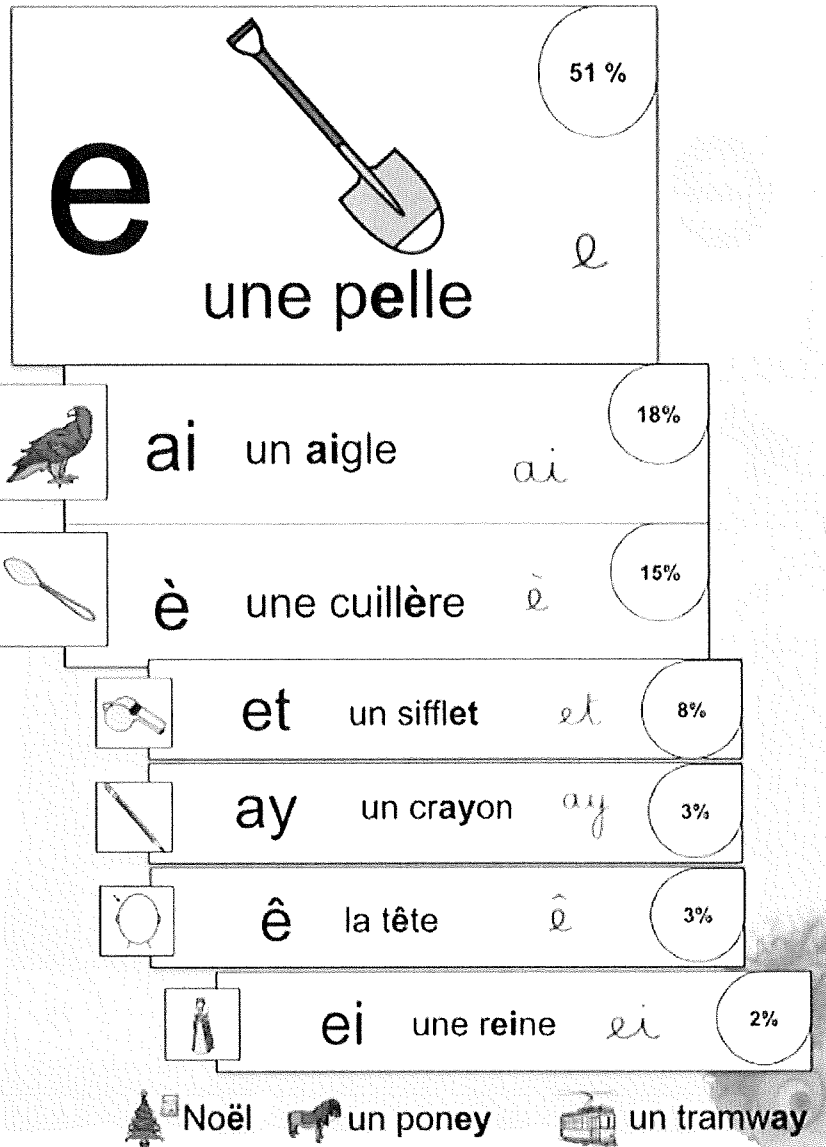 51 %
e e
une pelle
ai un aigle ai 18%
è une cuillère è 15%
et un sifflet et 8%
ay un crayon ay 3%
ê la tête ê 3%
ei une reine ei 2%
Noël un poney un tramway